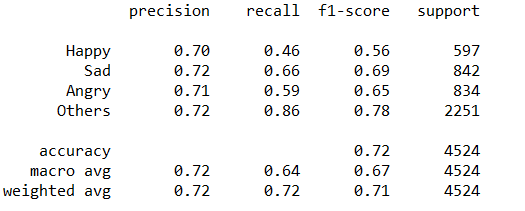 precision recall f1-score support
Happy 0.70 0.46 0.56 597
Sad 0.72 0.66 0.69 842
Angry 0.71 0.59 0.65 834
Others 0.72 0.86 0.78 2251
accuracy 0.72 4524
macro avg 0.72 0.64 0.67 4524
weighted avg 0.72 0.72 0.71 4524